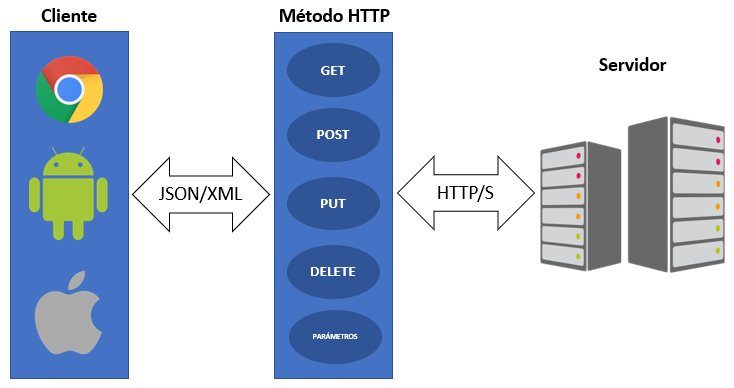 Cliente
Método HTTP
Servidor
GET
POST
JSON/XML
PUT
HTTP/S
DELETE
PARÁMETROS